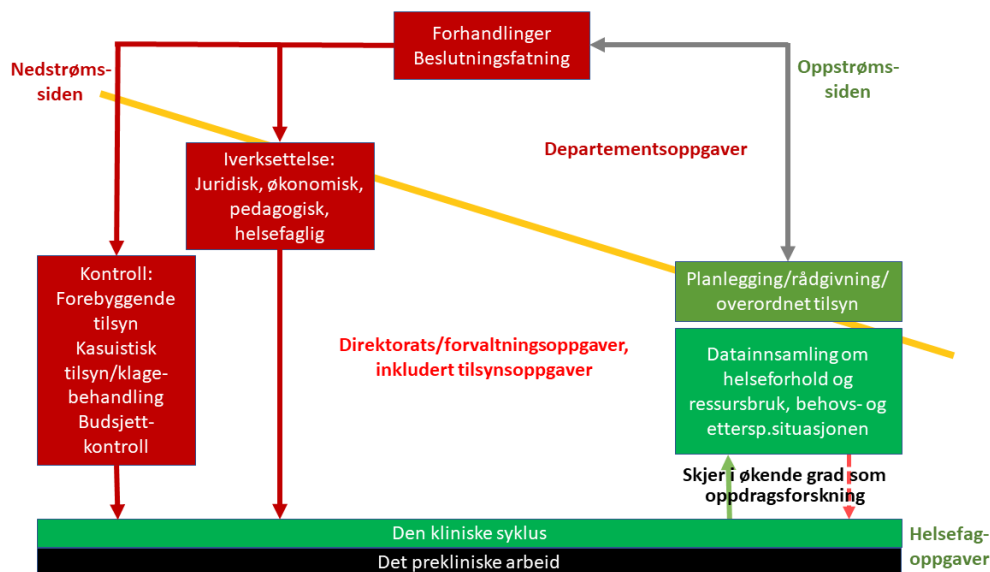 Forhandlinger
Beslutningsfatning
Nedstrøms-
siden
Oppstrøms-
siden
Departementsoppgaver
Iverksettelse:
Juridisk, økonomisk,
pedagogisk,
helsefaglig
Kontroll:
Forebyggende
tilsyn
Kasuistisk
tilsyn/klage-
behandling
Budsjett-
kontroll
Planlegging/rådgivning/
overordnet tilsyn
Direktorats/forvaltningsoppgaver,
inkludert tilsynsoppgaver
Datainnsamling om
helseforhold og
ressursbruk, behovs- og
ettersp.situasjonen
Skjer i økende grad som
oppdragsforskning
Den kliniske syklus
Det prekliniske arbeid
Helsefag-
oppgaver